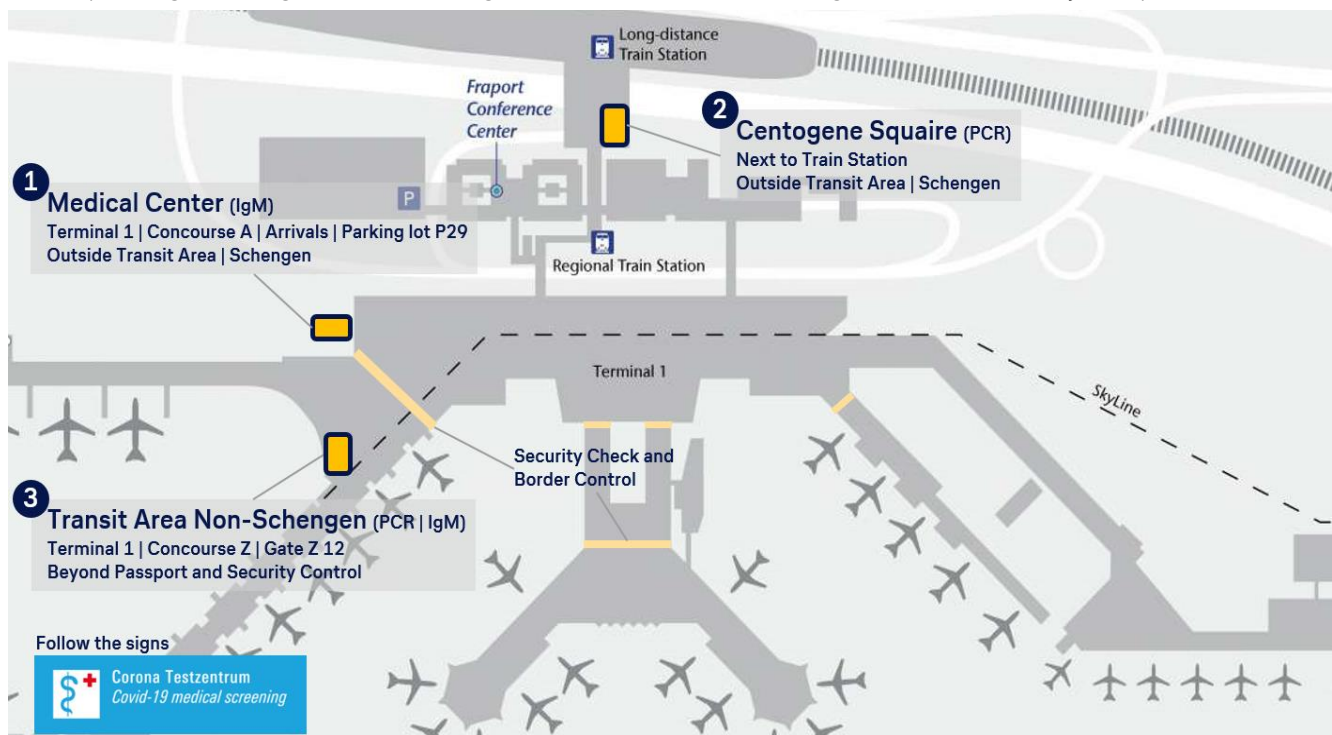 Long-distance
Train Station
Fraport
Conference
Center
2
Centogene Squaire (PCR)
Next to Train Station
Outside Transit Area | Schengen
1
Medical Center (IgM)
Terminal 1 | Concourse A | Arrivals | Parking lot P29
Outside Transit Area | Schengen
P
Regional Train Station
Terminal 1
SkyLine
Security Check and
Border Control
3
Transit Area Non-Schengen (PCR | IgM)
Terminal 1 | Concourse Z | Gate Z 12
Beyond Passport and Security Control
Follow the signs
Corona Testzentrum
Covid-19 medical screening